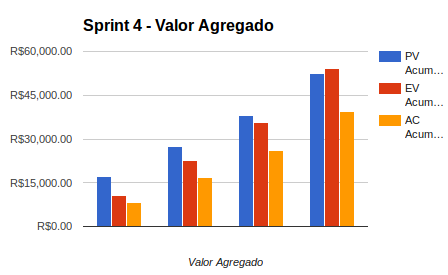 Sprint 4 - Valor Agregado
R$60,000.00
R$45,000.00
R$30,000.00
R$15,000.00
R$0.00
PV
Acum...
EV
Acum...
AC
Acum...
Valor Agregado